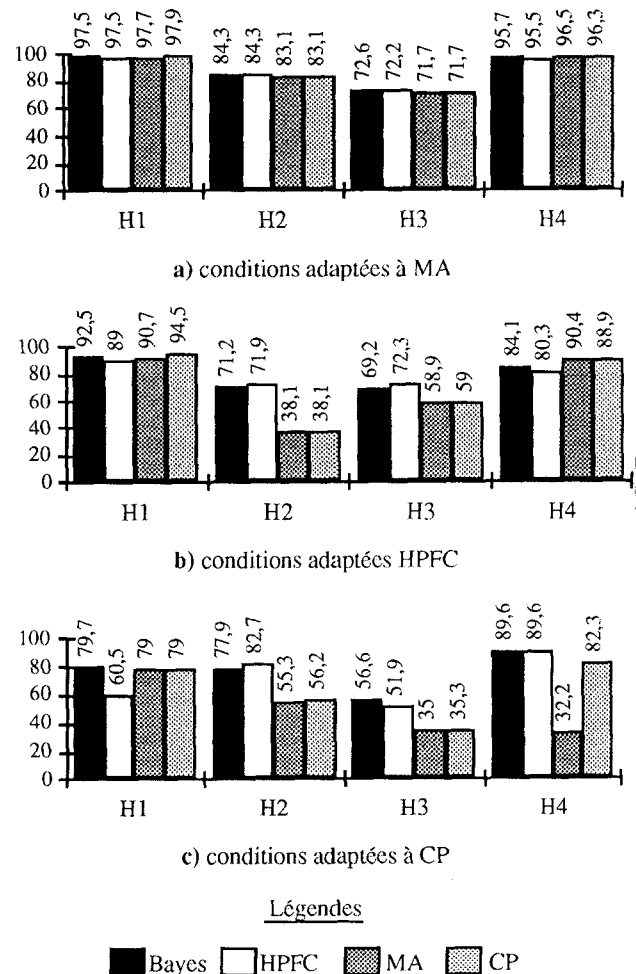 97,5 97,5 97,7 97,9 84,3 84,3 83,1 83,1 72,6 72,2 71,7 71,7 95,7 95,5 96,5 96,3
100
80
60
40
20
0
H1 H2 H3 H4
a) conditions adaptées à MA
92,5 89 90,7 94,5 71,2 71,9 38,1 38,1 69,2 72,3 58,9 59 84,1 80,3 90,4 88,9
100
80
60
40
20
0
H1 H2 H3 H4
b) conditions adaptées HPFC
79,7 60,5 79 79 77,9 82,7 55,3 56,2 56,6 51,9 35 35,3 89,6 89,6 32,2 82,3
100
80
60
40
20
0
H1 H2 H3 H4
c) conditions adaptées à CP
Légendes
Bayes HPFC MA CP